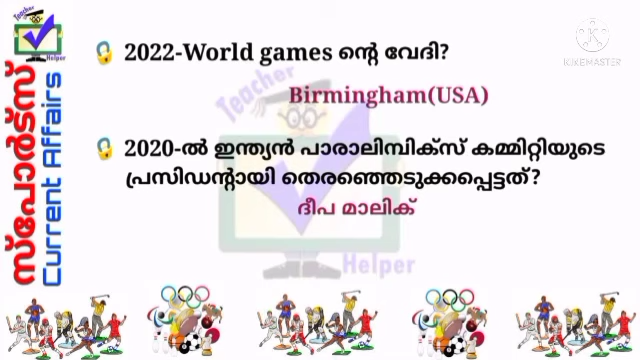 Teacher
Helper
സ്പോർട്സ്
Current Affairs
KINEMASTER
2022-World games ന്റെ വേദി?
Birmingham(USA)
2020-ൽ ഇന്ത്യൻ പാരാലിമ്പിക്സ് കമ്മിറ്റിയുടെ
പ്രസിഡന്റായി തെരഞ്ഞെടുക്കപ്പെട്ടത്?
ദീപ മാലിക്
Teacher
Helper